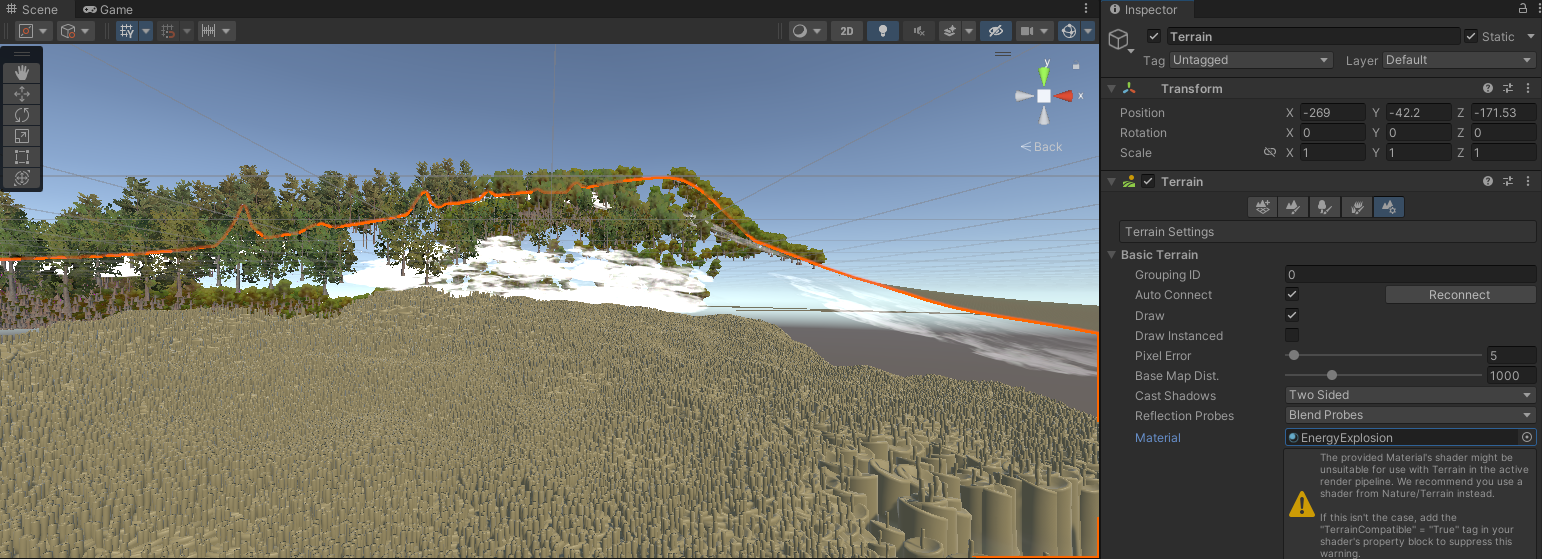 Scene Game
Inspector
2D
Terrain Static
Tag Untagged Layer Default
Transform
Position X -269 Y -42.2 Z -171.53
Rotation X 0 Y 0 Z 0
Scale X 1 Y 1 Z 1
y
x
Back
Terrain
Terrain Settings
Basic Terrain
Grouping ID 0
Auto Connect Reconnect
Draw
Draw Instanced
Pixel Error 5
Base Map Dist. 1000
Cast Shadows Two Sided
Reflection Probes Blend Probes
Material EnergyExplosion
The provided Material's shader might be
unsuitable for use with Terrain in the active
render pipeline. We recommend you use a
shader from Nature/Terrain instead.
If this isn't the case, add the
"TerrainCompatible" = "True" tag in your
shader's property block to suppress this
warning.